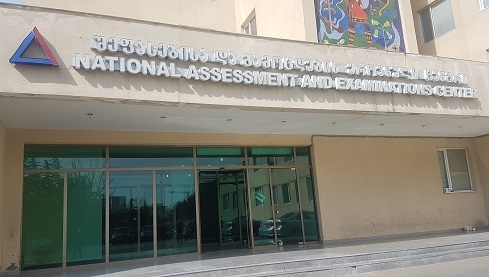 შეფასებისა და გამოცდების ეროვნული ცენტრი
NATIONAL ASSESSMENT AND EXAMINATIONS CENTER